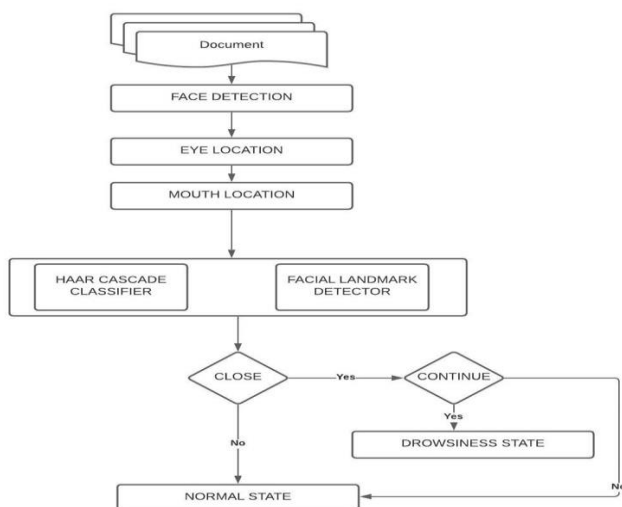 Document
FACE DETECTION
EYE LOCATION
MOUTH LOCATION
HAAR CASCADE
CLASSIFIER
FACIAL LANDMARK
DETECTOR
CLOSE
Yes
CONTINUE
Yes
No
DROWSINESS STATE
No
NORMAL STATE